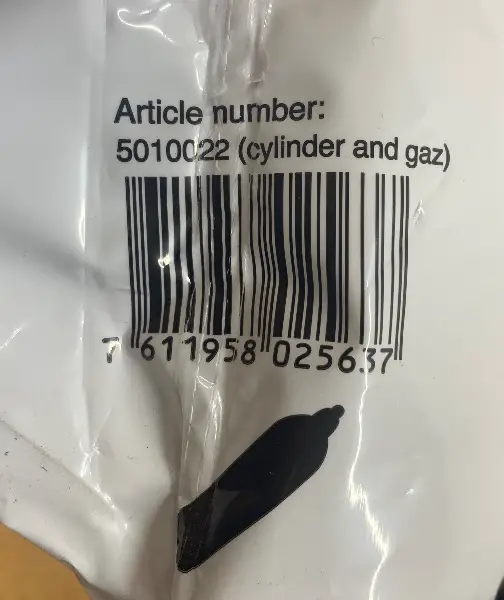 Article number:
5010022 (cylinder and gaz)
7 611958 025637